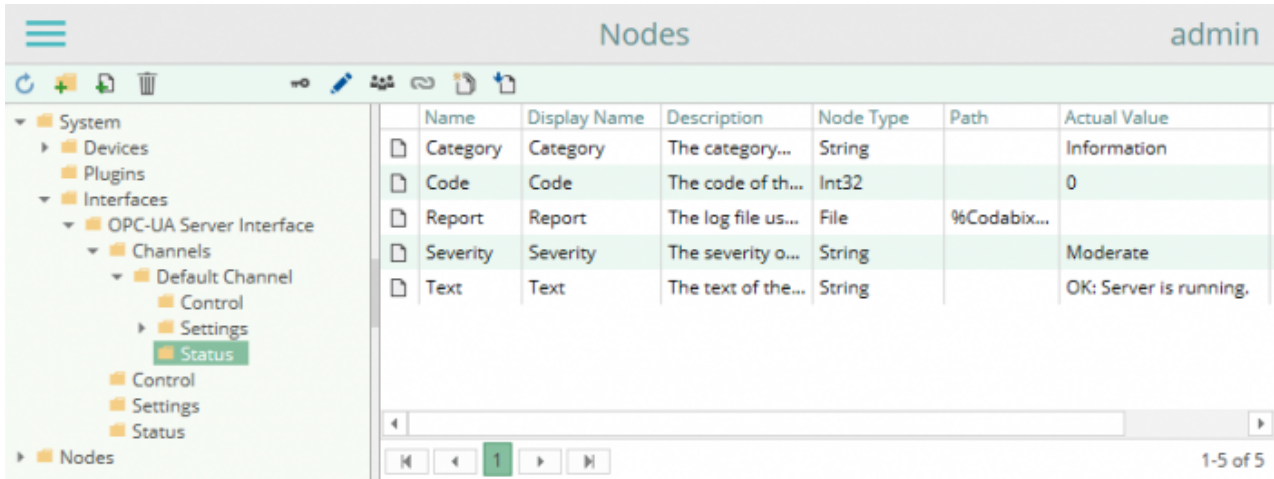 Nodes admin
System
Devices
Plugins
Interfaces
OPC-UA Server Interface
Channels
Default Channel
Control
Settings
Status
Control
Settings
Status
Nodes
Name Display Name Description Node Type Path Actual Value
Category Category The category... String Information
Code Code The code of th... Int32 0
Report Report The log file us... File %Codabix...
Severity Severity The severity o... String Moderate
Text Text The text of the... String OK: Server is running.
1 1-5 of 5